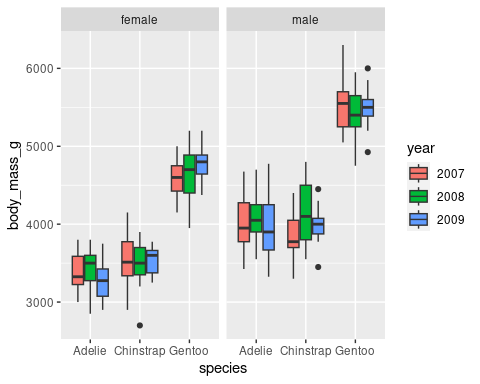 female male
6000
5000
4000
3000
body_mass_g
Adelie Chinstrap Gentoo Adelie Chinstrap Gentoo
species
year
2007
2008
2009